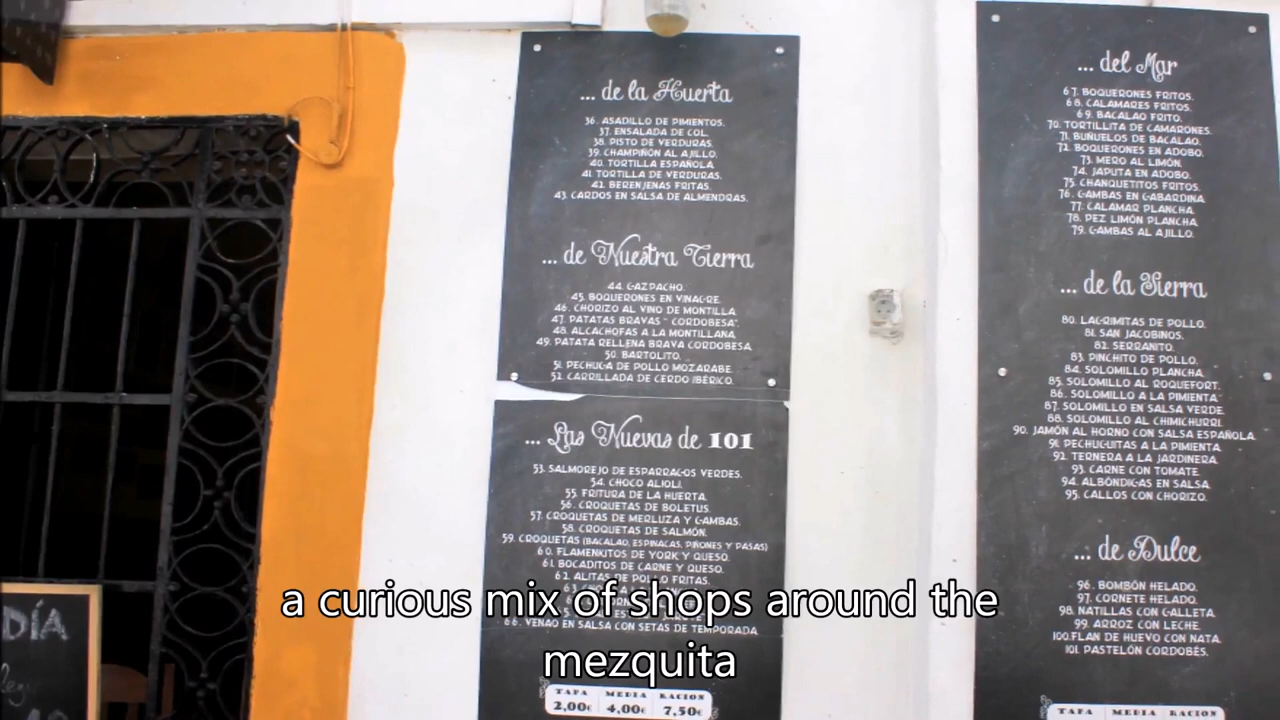 ... de la Huerta
36. ASADILLO DE PIMIENTOS.
37. ENSALADA DE COL.
38. PISTO DE VERDURAS.
39. CHAMPIÑON AL AJILLO.
40. TORTILLA ESPAÑOLA.
41. TORTILLA DE VERDURAS.
42. BERENJENAS FRITAS.
43. CARDOS EN SALSA DE ALMENDRAS.
... de Nuestra Tierra
44. GAZPACHO.
45. BOQUERONES EN VINAGRE.
46. CHORIZO AL VINO DE MONTILLA.
47. PATATAS BRAVAS " CORDOBESA".
48. ALCACHOFAS A LA MONTILLANA.
49. PATATA RELLENA BRAVA CORDOBESA.
50. BARTOLITO.
51. PECHUGA DE POLLO MOZARABE.
52. CARRILLADA DE CERDO IBÉRICO.
... Las Nuevas de 101
53. SALMOREJO DE ESPARRAGOS VERDES.
54. CHOCO ALIOLI.
55. FRITURA DE LA HUERTA.
56. CROQUETAS DE BOLETUS.
57. CROQUETAS DE MERLUZA Y GAMBAS.
58. CROQUETAS DE SALMÓN.
59. CROQUETAS (BACALAO, ESPINACAS, PIÑONES Y PASAS)
60. FLAMENKITOS DE YORK Y QUESO.
61. BOCADITOS DE CARNE Y QUESO.
62. ALITAS DE POLLO FRITAS.
66. VENAO EN SALSA CON SETAS DE TEMPORADA.
TAPA MEDIA RACION
2,00€ 4,00€ 7,50€
... del Mar
67. BOQUERONES FRITOS.
68. CALAMARES FRITOS.
69. BACALAO FRITO.
70. TORTILLITA DE CAMARONES.
71. BUÑUELOS DE BACALAO.
72. BOQUERONES EN ADOBO.
73. MERO AL LIMÓN.
74. JAPUTA EN ADOBO.
75. CHANQUETITOS FRITOS.
76. GAMBAS EN GABARDINA.
77. CALAMAR PLANCHA.
78. PEZ LIMÓN PLANCHA.
79. GAMBAS AL AJILLO.
... de la Sierra
80. LAGRIMITAS DE POLLO.
81. SAN JACOBINOS.
82. SERRANITO.
83. PINCHITO DE POLLO.
84. SOLOMILLO PLANCHA.
85. SOLOMILLO AL ROQUEFORT.
86. SOLOMILLO A LA PIMIENTA
87. SOLOMILLO EN SALSA VERDE.
88. SOLOMILLO AL CHIMICHURRI.
90. JAMÓN AL HORNO CON SALSA ESPAÑOLA.
91. PECHUGUITAS A LA PIMIENTA.
92. TERNERA A LA JARDINERA.
93. CARNE CON TOMATE.
94. ALBÓNDIGAS EN SALSA.
95. CALLOS CON CHORIZO.
... de Dulce
96. BOMBÓN HELADO.
97. CORNETE HELADO.
98. NATILLAS CON GALLETA.
99. ARROZ CON LECHE.
100. FLAN DE HUEVO CON NATA.
101. PASTELÓN CORDOBÉS.
TAPA MEDIA RACION
DÍA
a curious mix of shops around the
mezquita